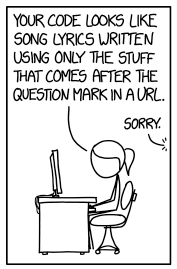 YOUR CODE LOOKS LIKE
SONG LYRICS WRITTEN
USING ONLY THE STUFF
THAT COMES AFTER THE
QUESTION MARK IN A URL.
SORRY.